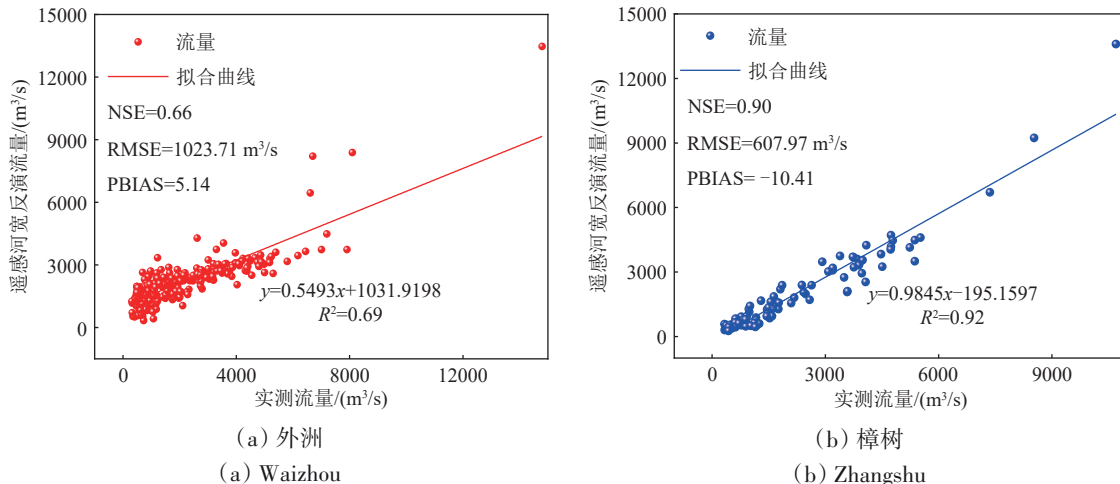 15000
12000
9000
6000
3000
0
遥感河宽反演流量/(m³/s)
流量
拟合曲线
NSE=0.66
RMSE=1023.71 m³/s
PBIAS=5.14
y=0.5493x+1031.9198
R²=0.69
0 4000 8000 12000
实测流量/(m³/s)
(a) 外洲
(a) Waizhou
15000
12000
9000
6000
3000
0
遥感河宽反演流量/(m³/s)
流量
拟合曲线
NSE=0.90
RMSE=607.97 m³/s
PBIAS= −10.41
y=0.9845x−195.1597
R²=0.92
0 3000 6000 9000
实测流量/(m³/s)
(b) 樟树
(b) Zhangshu